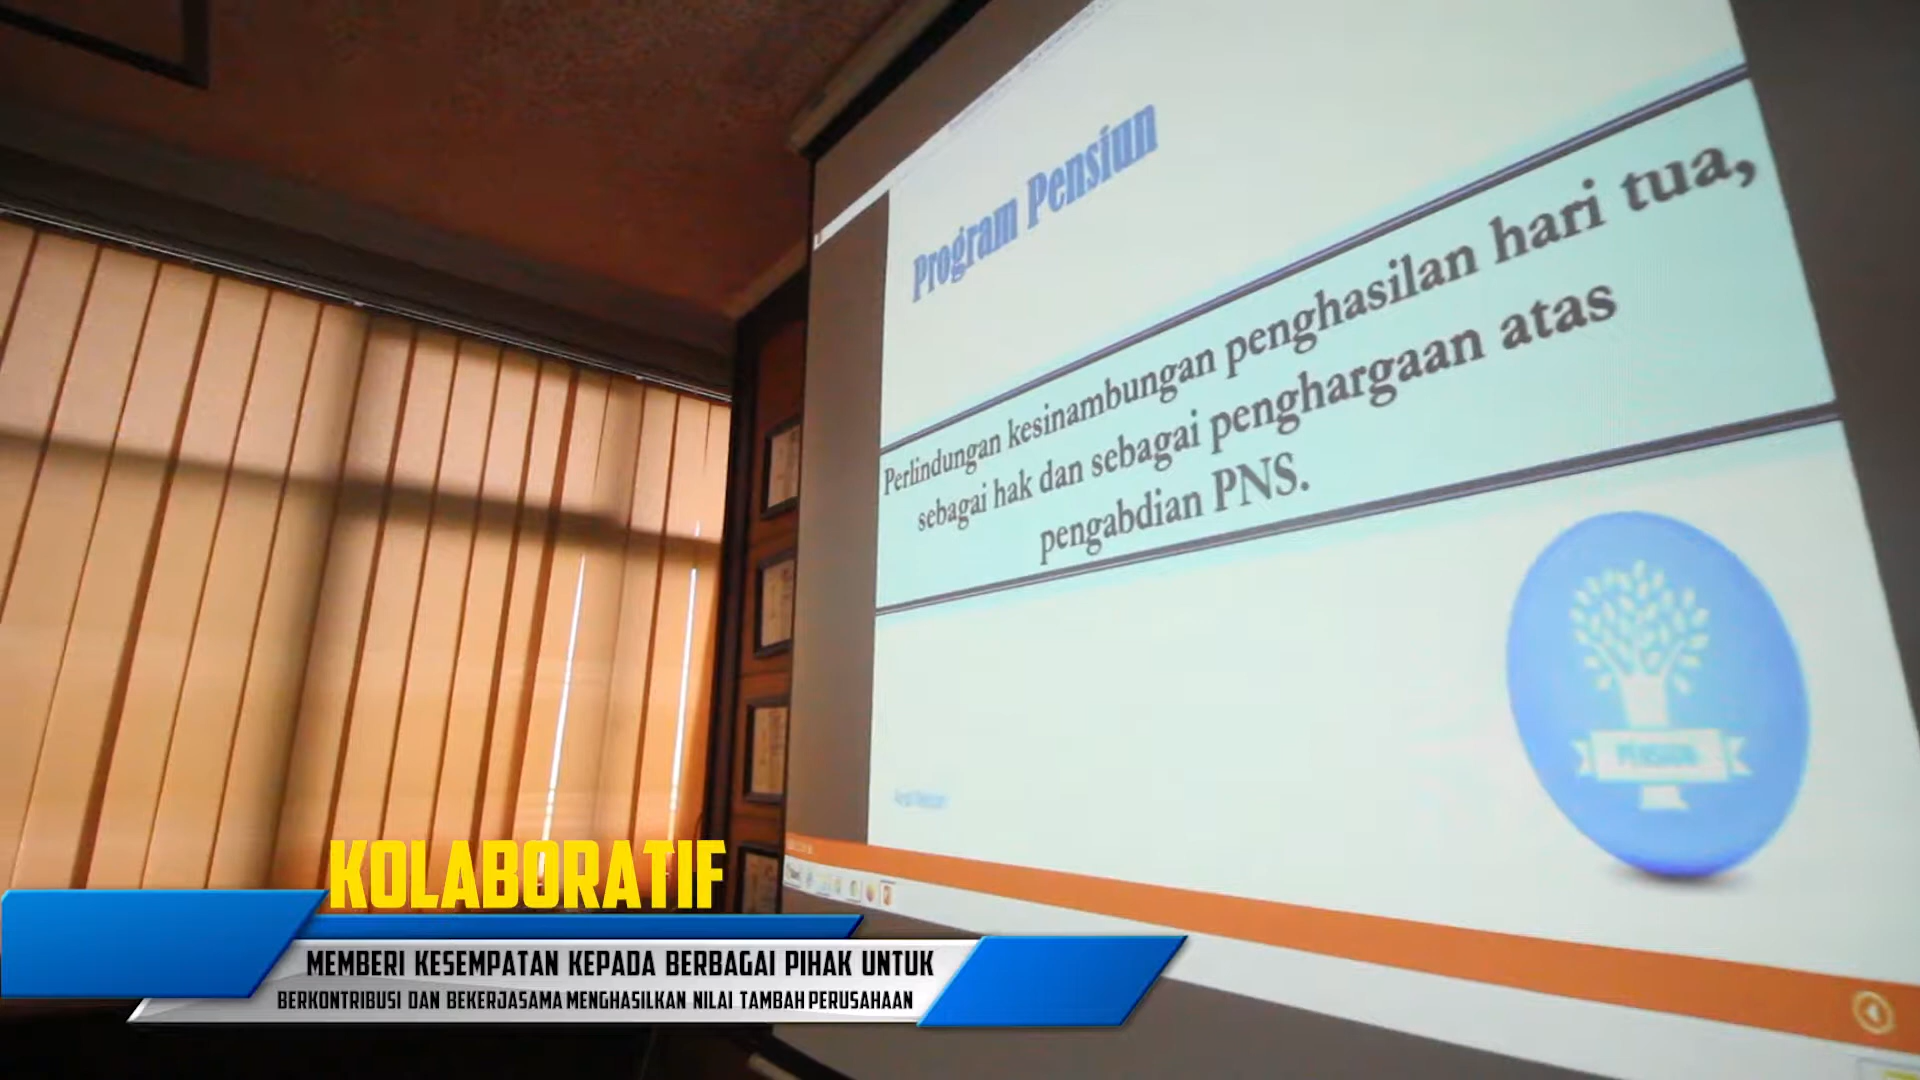 Program Pensiun
Perlindungan kesinambungan penghasilan hari tua,
sebagai hak dan sebagai penghargaan atas
pengabdian PNS.
PENSIUN
KOLABORATIF
MEMBERI KESEMPATAN KEPADA BERBAGAI PIHAK UNTUK
BERKONTRIBUSI DAN BEKERJASAMA MENGHASILKAN NILAI TAMBAH PERUSAHAAN